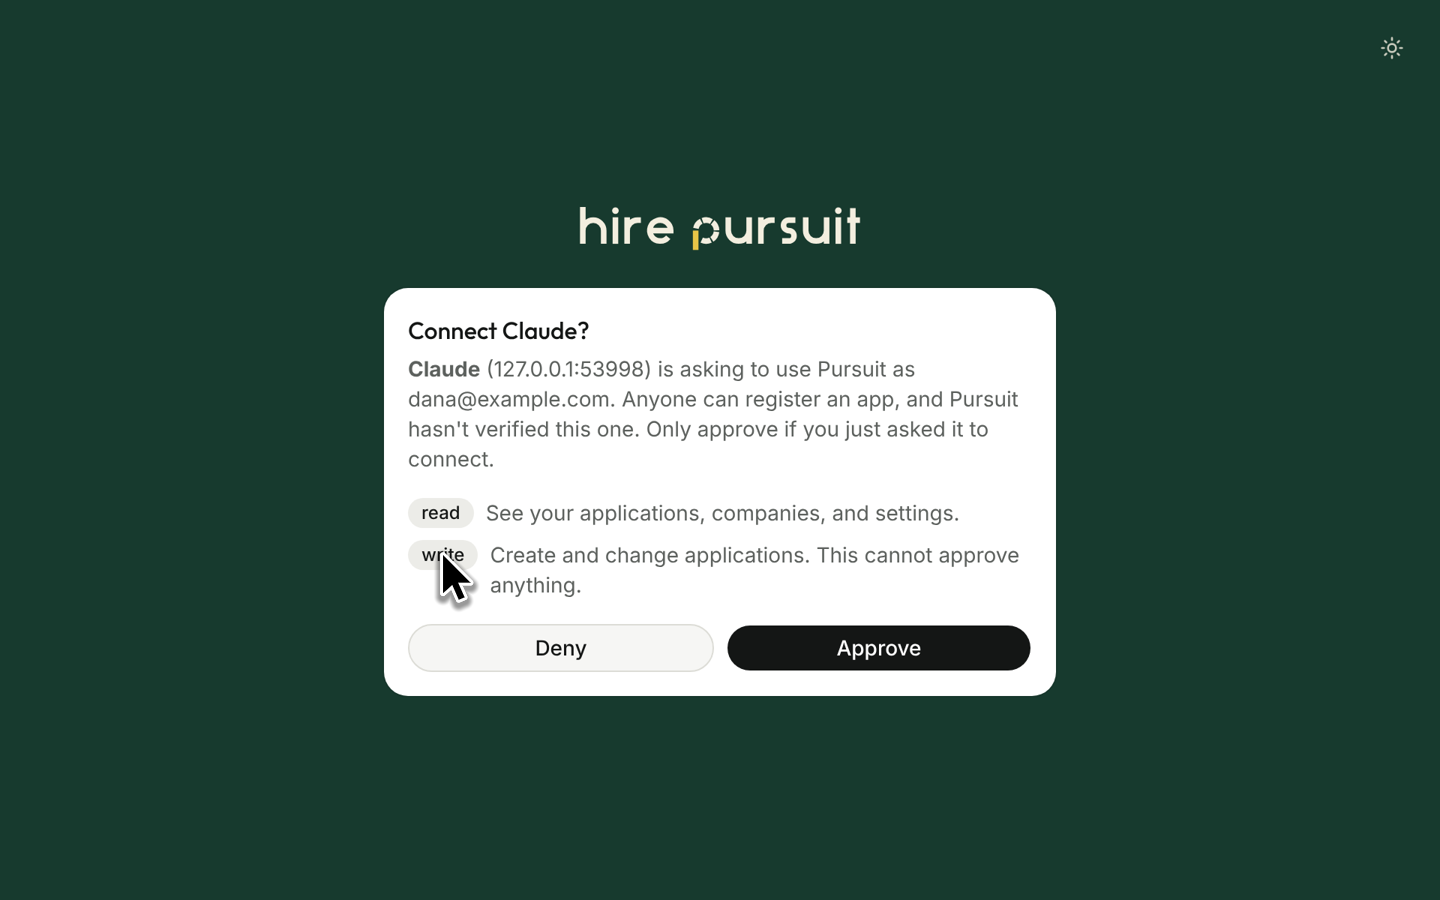 hire pursuit
Connect Claude?
Claude (127.0.0.1:53998) is asking to use Pursuit as
dana@example.com. Anyone can register an app, and Pursuit
hasn't verified this one. Only approve if you just asked it to
connect.
read See your applications, companies, and settings.
write Create and change applications. This cannot approve
anything.
Deny Approve